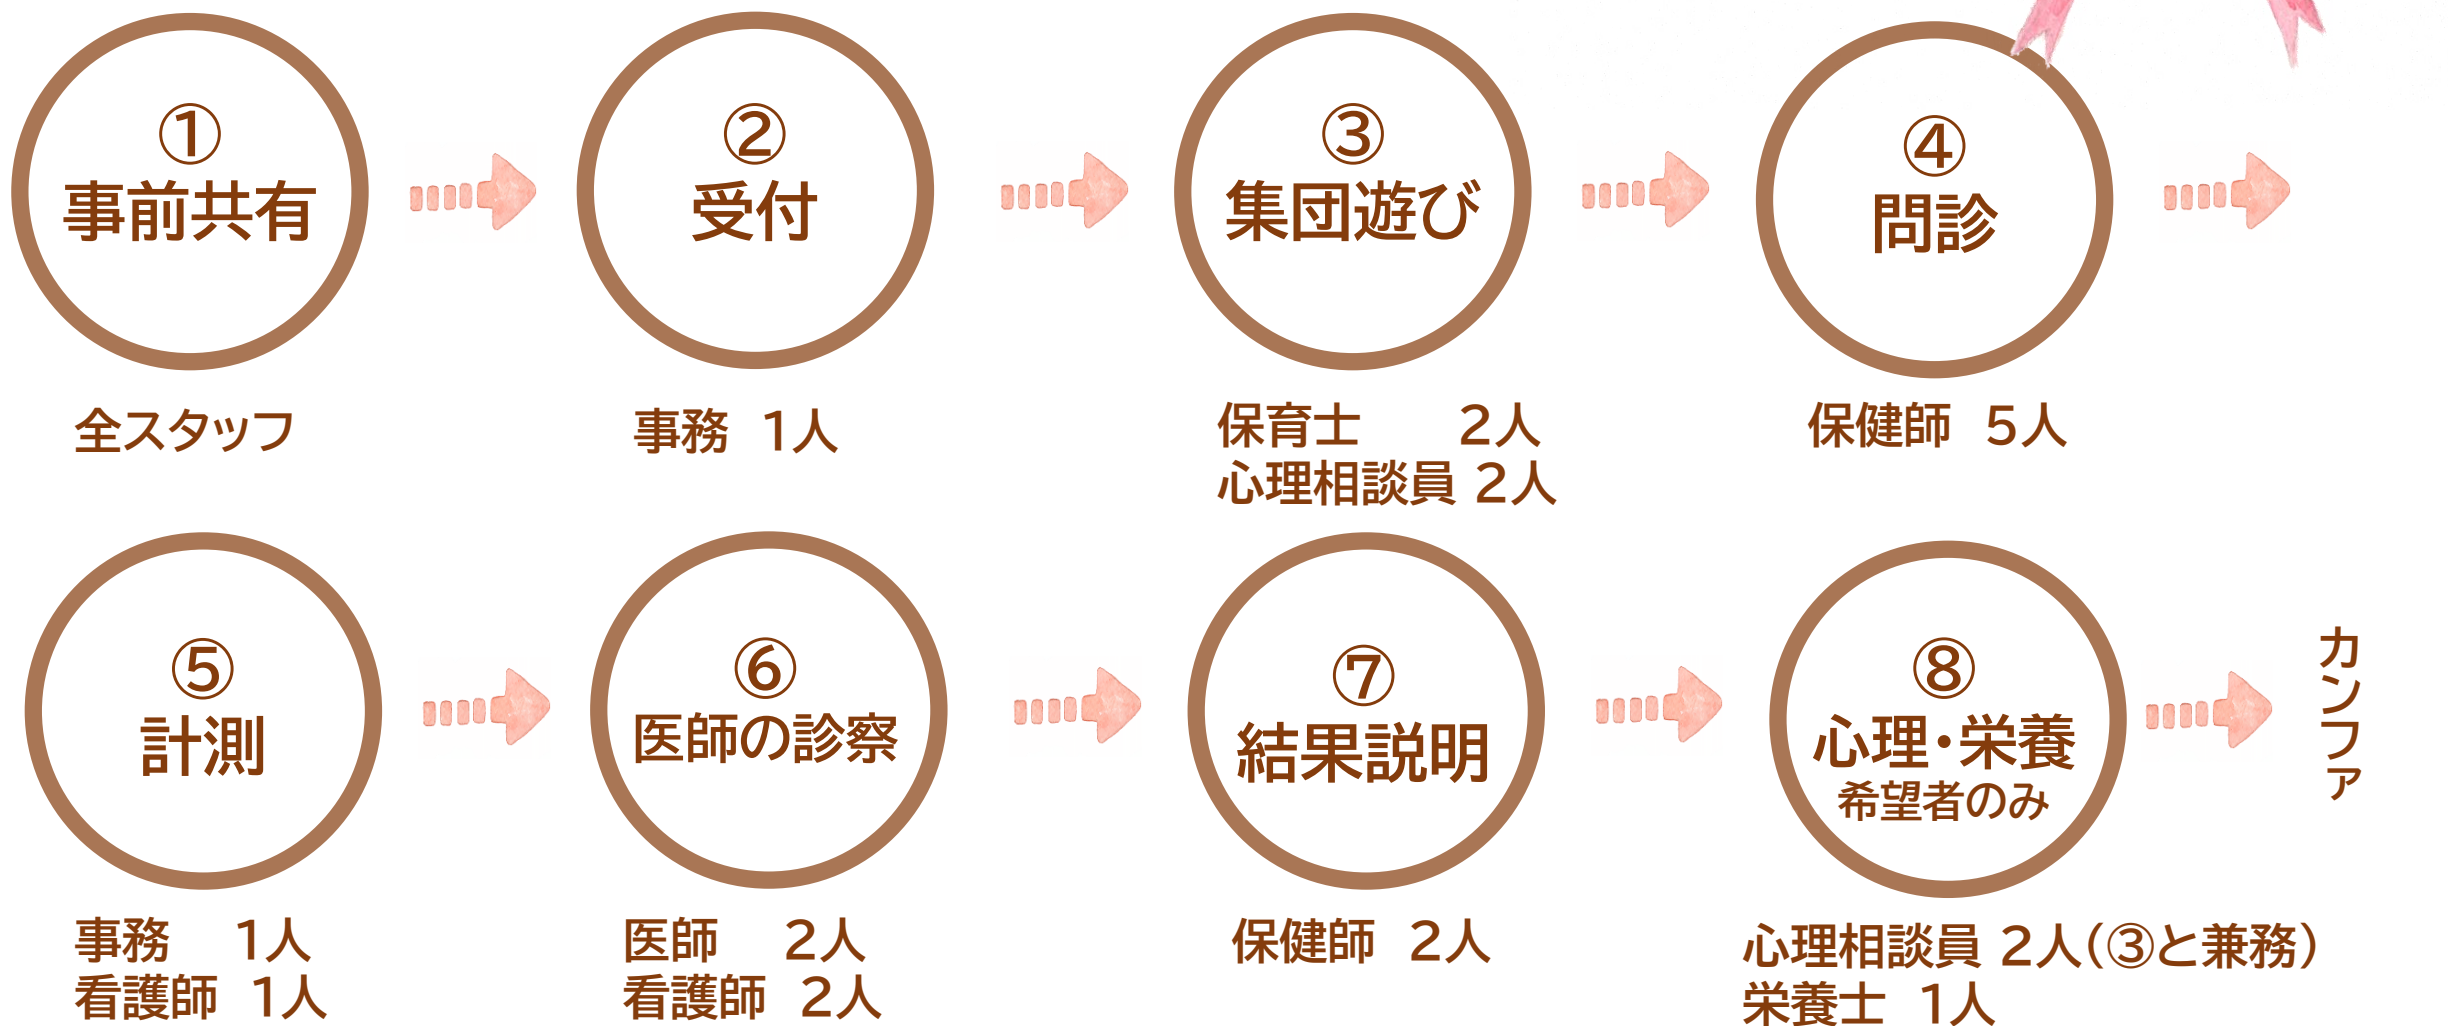 ①
事前共有
全スタッフ
②
受付
事務 1人
③
集団遊び
保育士 2人
心理相談員 2人
④
問診
保健師 5人
⑤
計測
事務 1人
看護師 1人
⑥
医師の診察
医師 2人
看護師 2人
⑦
結果説明
保健師 2人
⑧
心理・栄養
希望者のみ
心理相談員 2人(③と兼務)
栄養士 1人
カンファ